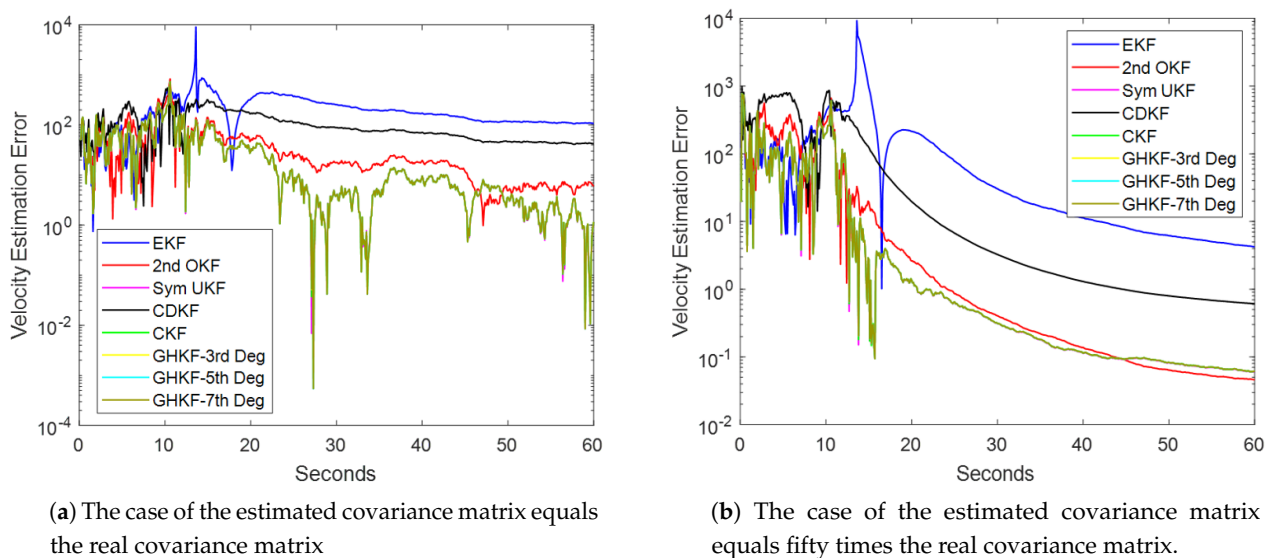 Velocity Estimation Error
10^4
10^2
10^0
10^-2
10^-4
EKF
2nd OKF
Sym UKF
CDKF
CKF
GHKF-3rd Deg
GHKF-5th Deg
GHKF-7th Deg
0 10 20 30 40 50 60
Seconds
(a) The case of the estimated covariance matrix equals
the real covariance matrix
Velocity Estimation Error
10^4
10^3
10^2
10^1
10^0
10^-1
10^-2
EKF
2nd OKF
Sym UKF
CDKF
CKF
GHKF-3rd Deg
GHKF-5th Deg
GHKF-7th Deg
0 10 20 30 40 50 60
Seconds
(b) The case of the estimated covariance matrix
equals fifty times the real covariance matrix.